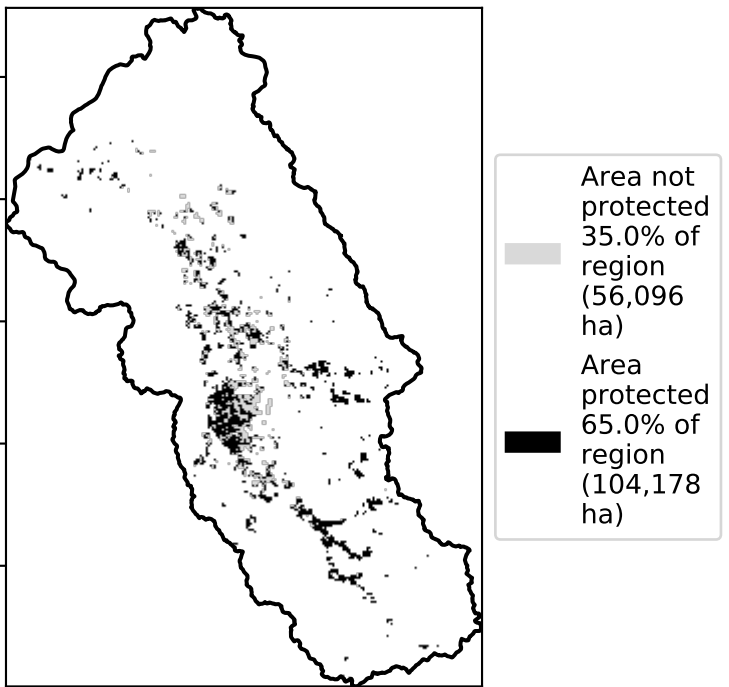 Area not
protected
35.0% of
region
(56,096
ha)
Area
protected
65.0% of
region
(104,178
ha)